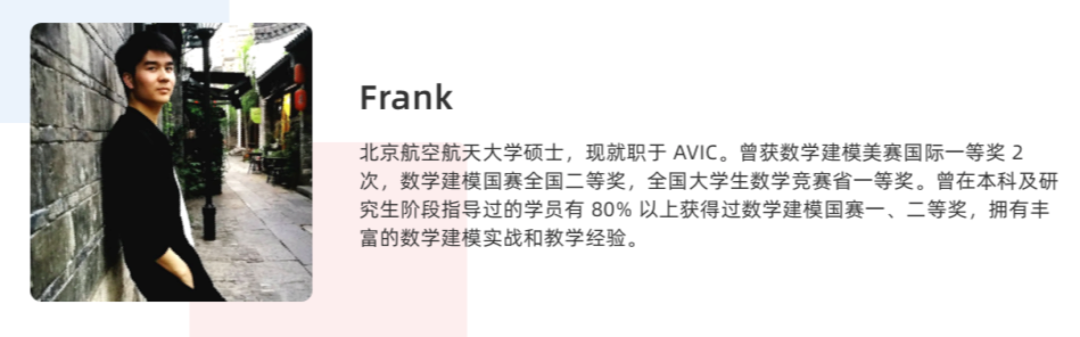 Frank
北京航空航天大学硕士，现就职于 AVIC。曾获数学建模美赛国际一等奖 2
次，数学建模国赛全国二等奖，全国大学生数学竞赛省一等奖。曾在本科及研
究生阶段指导过的学员有 80% 以上获得过数学建模国赛一、二等奖，拥有丰
富的数学建模实战和教学经验。